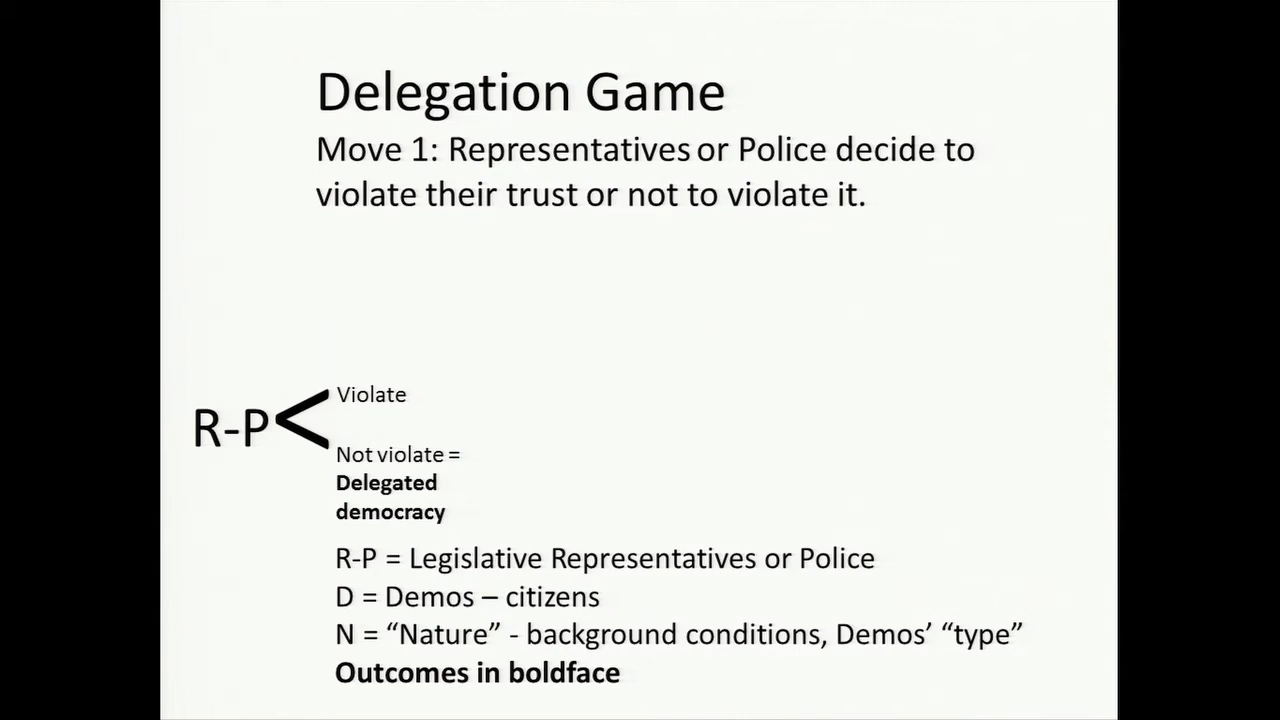 Delegation Game
Move 1: Representatives or Police decide to
violate their trust or not to violate it.
R-P
Violate
Not violate =
Delegated
democracy
R-P = Legislative Representatives or Police
D = Demos – citizens
N = “Nature” - background conditions, Demos’ “type”
Outcomes in boldface